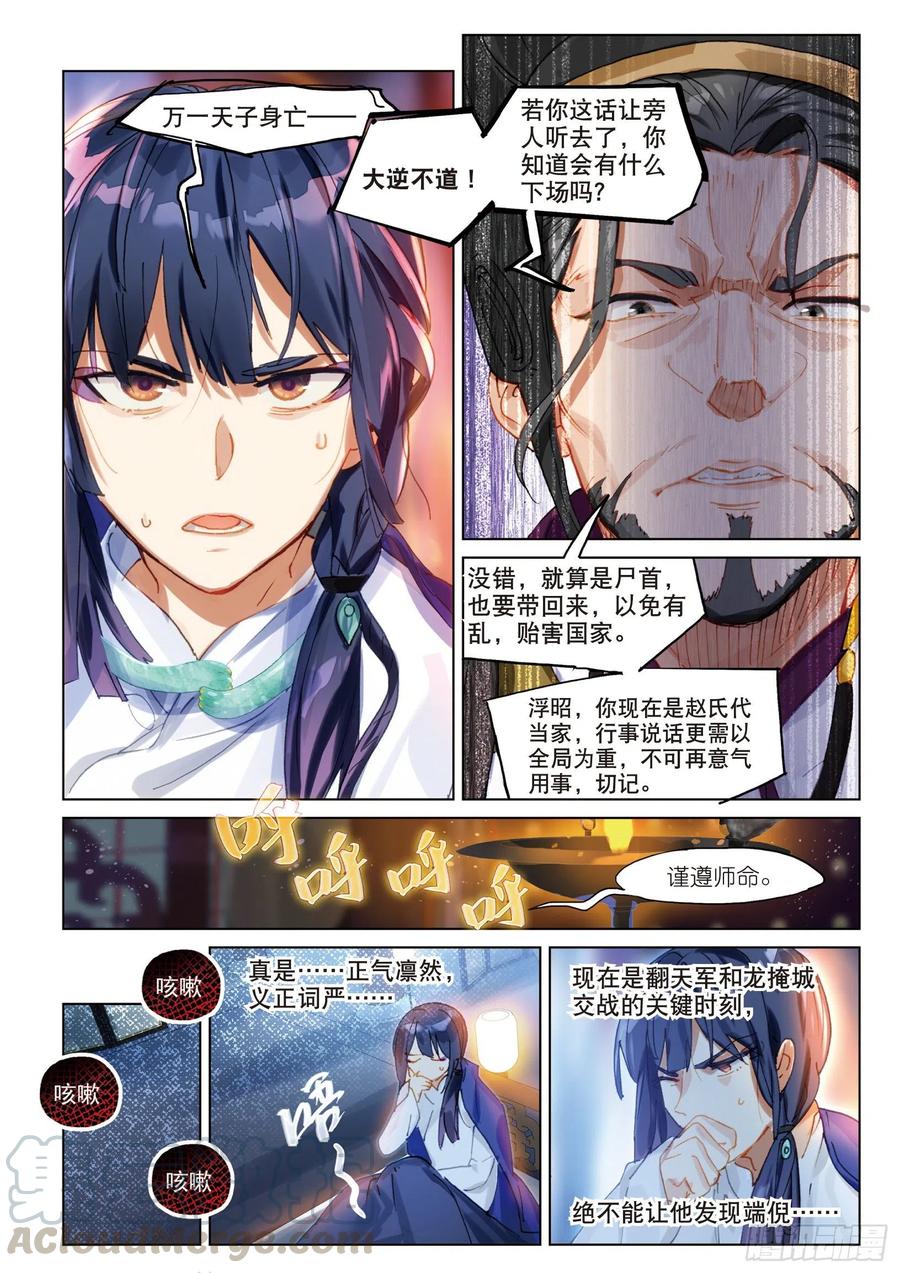 万一天子身亡——
大逆不道！
若你这话让旁
人听去了，你
知道会有什么
下场吗？
没错，就算是尸首，
也要带回来，以免有
乱，贻害国家。
浮昭，你现在是赵氏代
当家，行事说话更需以
全局为重，不可再意气
用事，切记。
呀
呀
呀
呀
谨遵师命。
咳嗽
咳嗽
咳嗽
真是……正气凛然，
义正词严……
唔
现在是翻天军和龙掩城
交战的关键时刻，
绝不能让他发现端倪……
AcloudMerge.com
腾讯动漫